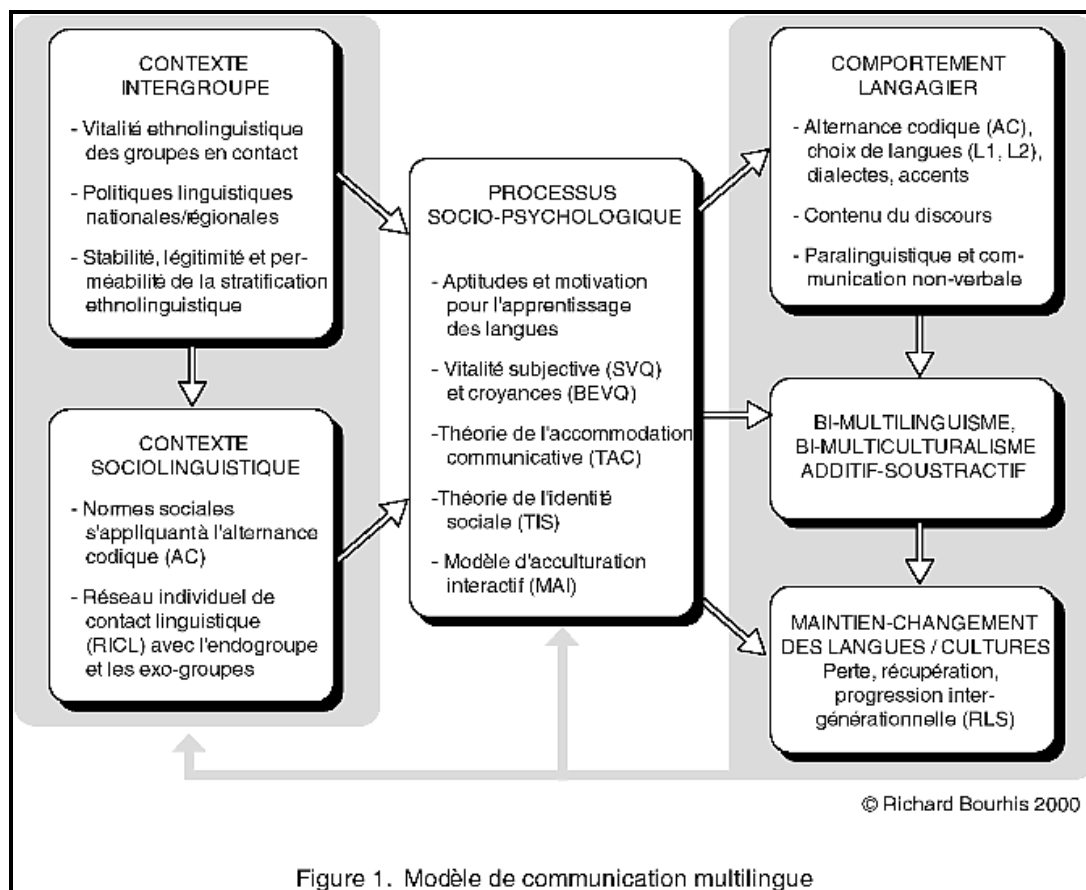 CONTEXTE
INTERGROUPE
- Vitalité ethnolinguistique
des groupes en contact
- Politiques linguistiques
nationales/régionales
- Stabilité, légitimité et per-
méabilité de la stratification
ethnolinguistique
CONTEXTE
SOCIOLINGUISTIQUE
- Normes sociales
s'appliquant à l'alternance
codique (AC)
- Réseau individuel de
contact linguistique
(RICL) avec l'endogroupe
et les exo-groupes
PROCESSUS
SOCIO-PSYCHOLOGIQUE
- Aptitudes et motivation
pour l'apprentissage
des langues
- Vitalité subjective (SVQ)
et croyances (BEVQ)
-Théorie de l'accommodation
communicative (TAC)
-Théorie de l'identité
sociale (TIS)
- Modèle d'acculturation
interactif (MAI)
COMPORTEMENT
LANGAGIER
- Alternance codique (AC),
choix de langues (L1, L2),
dialectes, accents
- Contenu du discours
- Paralinguistique et com-
munication non-verbale
BI-MULTILINGUISME,
BI-MULTICULTURALISME
ADDITIF-SOUSTRACTIF
MAINTIEN-CHANGEMENT
DES LANGUES / CULTURES
Perte, récupération,
progression inter-
générationnelle (RLS)
© Richard Bourhis 2000
Figure 1. Modèle de communication multilingue